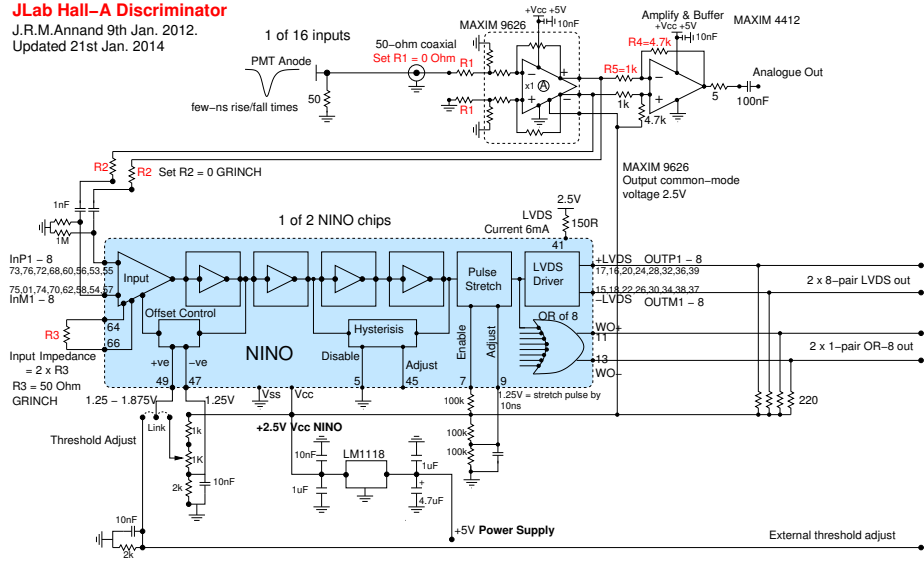 JLab Hall−A Discriminator
J.R.M.Annand 9th Jan. 2012.
Updated 21st Jan. 2014
1 of 16 inputs
PMT Anode
50
few−ns rise/fall times
50−ohm coaxial
Set R1 = 0 Ohm
R1
R1
MAXIM 9626
+Vcc +5V
10nF
x1
A
−
+
+
−
Amplify & Buffer
+Vcc +5V
10nF
MAXIM 4412
R4=4.7k
R5=1k
1k
4.7k
−
+
5
100nF
Analogue Out
R2
R2
Set R2 = 0 GRINCH
MAXIM 9626
Output common−mode
voltage 2.5V
1nF
1M
1 of 2 NINO chips
2.5V
LVDS
Current 6mA
150R
41
InP1 − 8
73,76,72,68,60,56,53,55
75,01,74,70,62,58,54,57
InM1 − 8
+
−
Input
Pulse
Stretch
LVDS
Driver
+LVDS OUTP1 − 8
17,16,20,24,28,32,36,39
15,18,22,26,30,34,38,37
−LVDS OUTM1 − 8
2 x 8−pair LVDS out
R3
64
66
Offset Control
+ve
−ve
NINO
Hysterisis
Disable
Adjust
Enable
Adjust
OR of 8
WO+
11
13
WO−
2 x 1−pair OR−8 out
Input Impedance
= 2 x R3
R3 = 50 Ohm
GRINCH
49
47
5
45
7
9
Vss
Vcc
1.25 − 1.875V
1.25V
100k
1.25V = stretch pulse by
10ns
220
Link
Threshold Adjust
1k
1K
2k
10nF
+2.5V Vcc NINO
100k
100k
10nF
1uF
LM1118
1uF
+
4.7uF
+5V Power Supply
10nF
2k
External threshold adjust